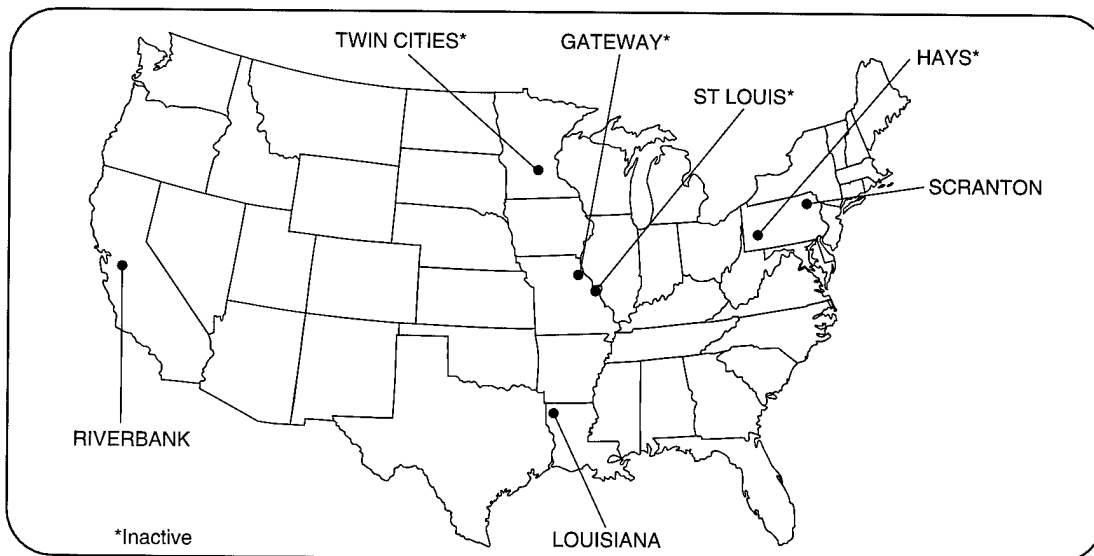 TWIN CITIES*
GATEWAY*
HAYS*
ST LOUIS*
SCRANTON
RIVERBANK
*Inactive
LOUISIANA